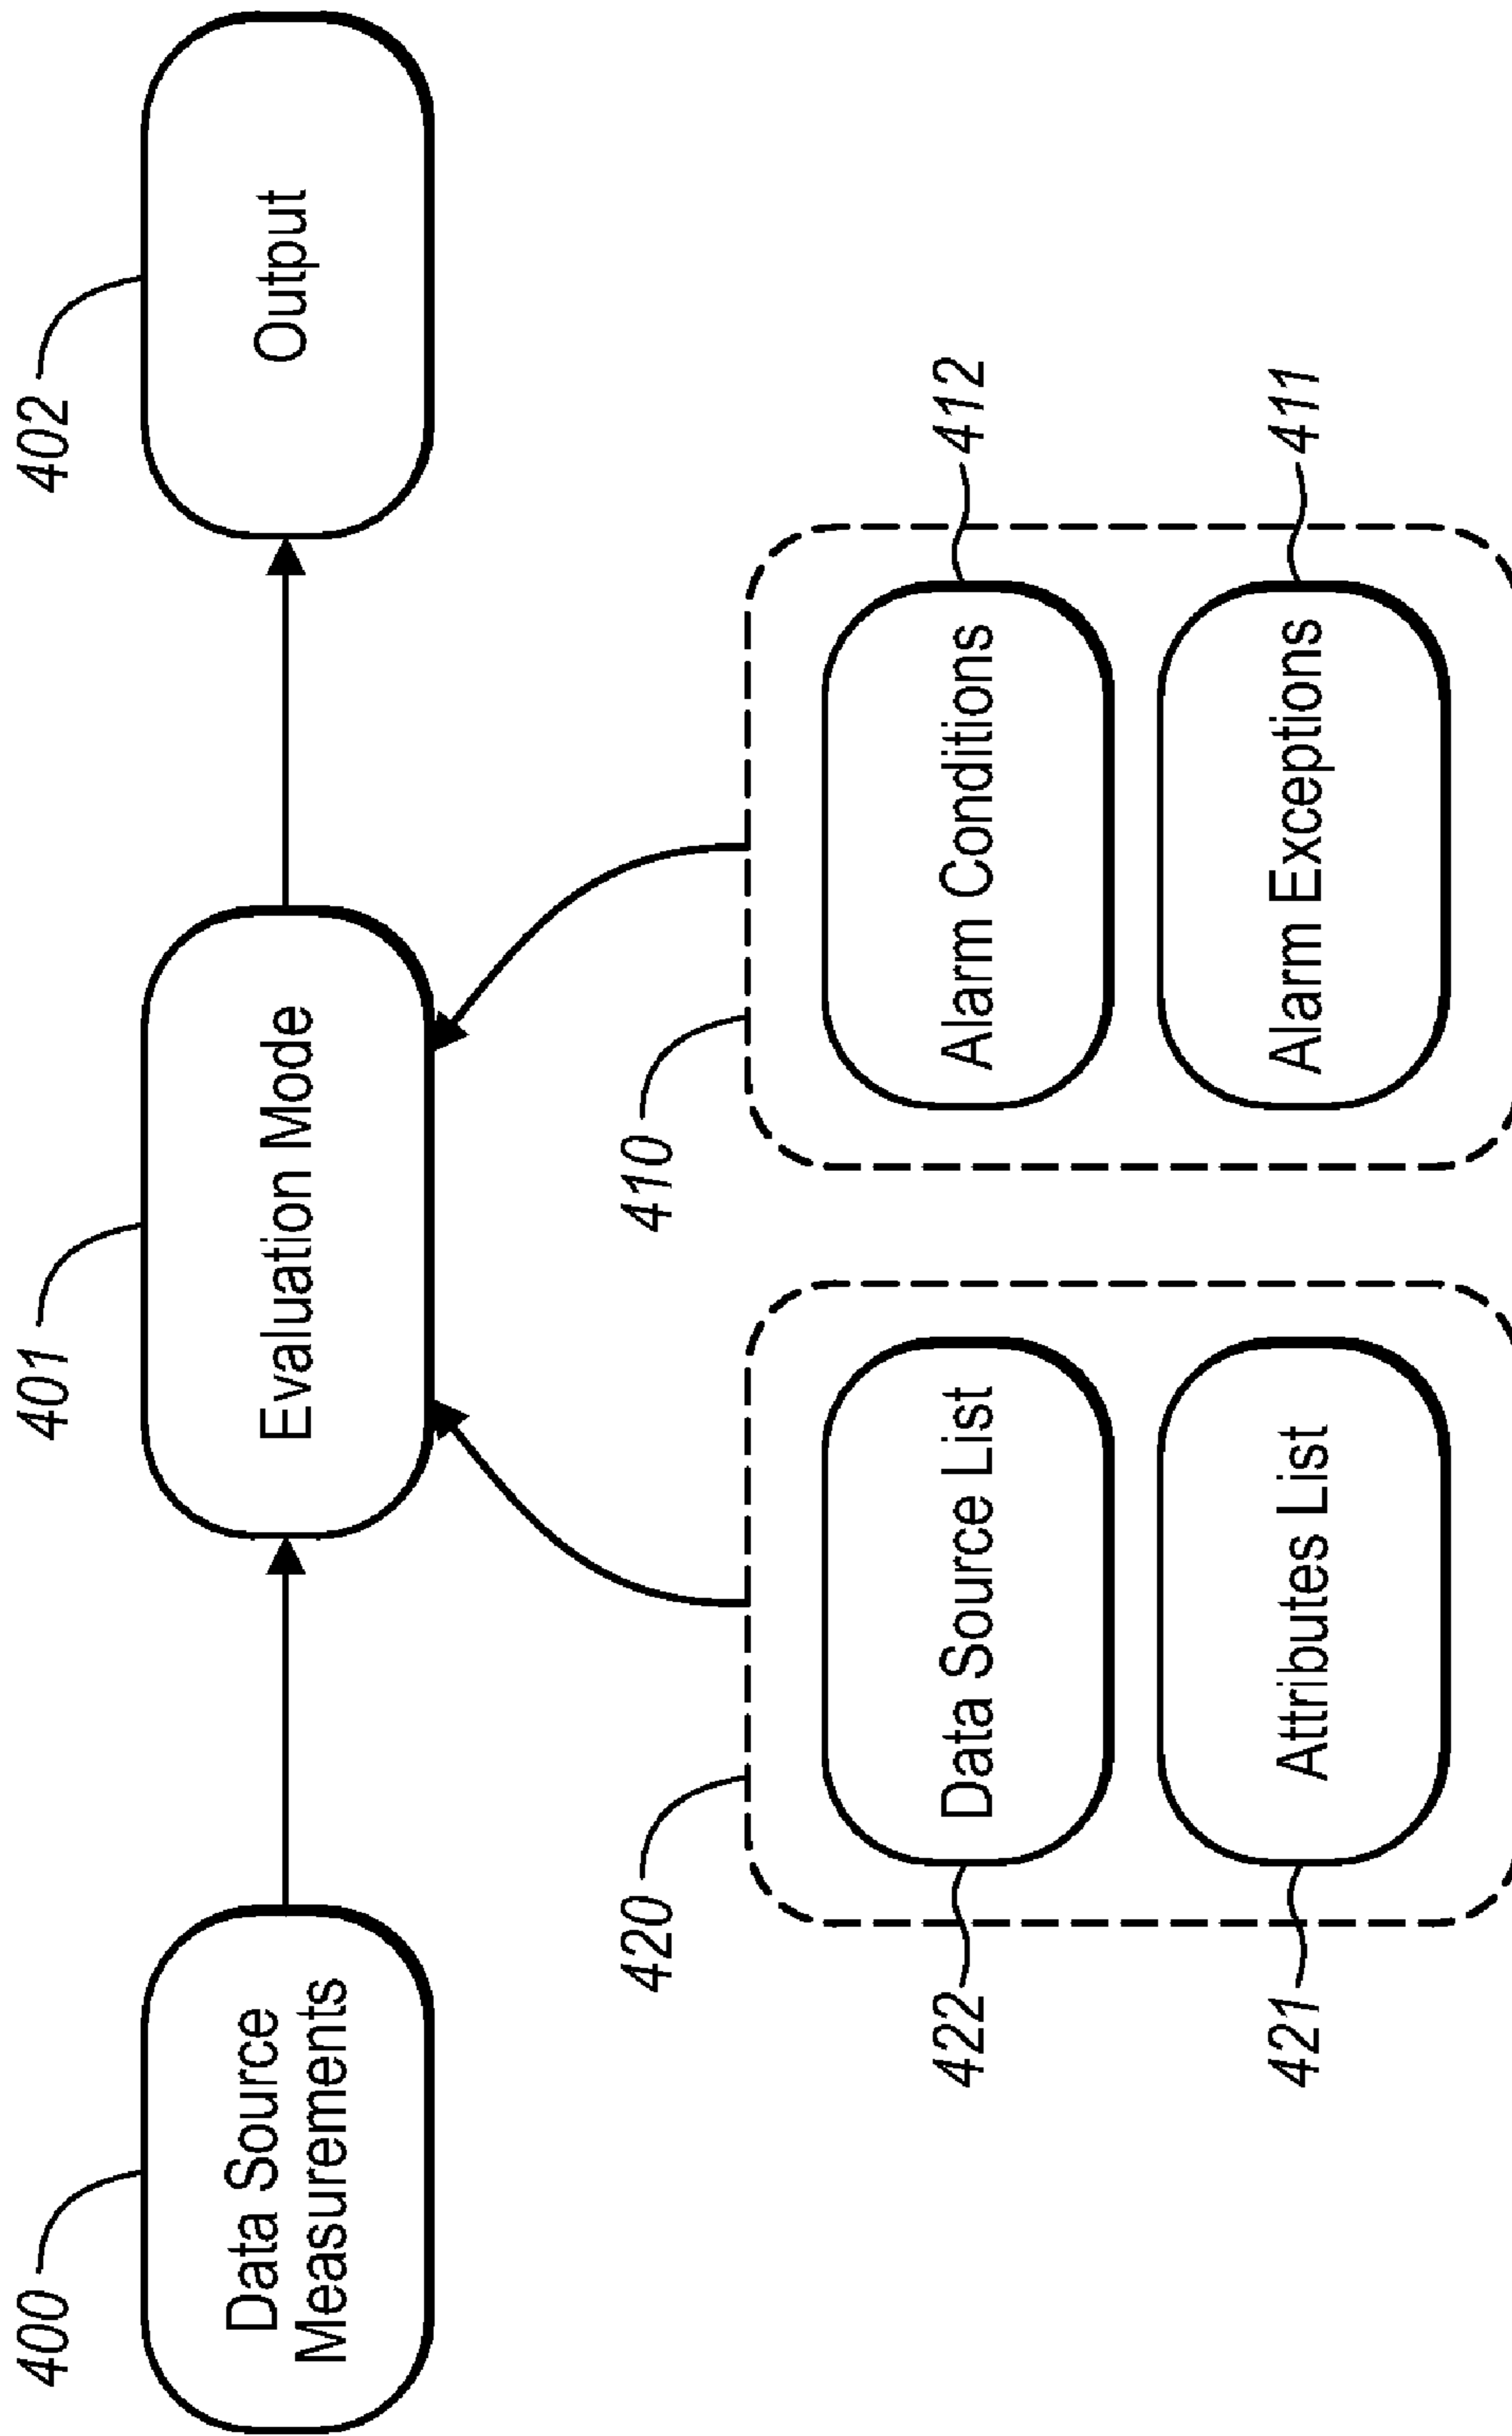 400
Data Source
Measurements
401
Evaluation Mode
402
Output
420
422
Data Source List
421
Attributes List
410
Alarm Conditions
412
Alarm Exceptions
411